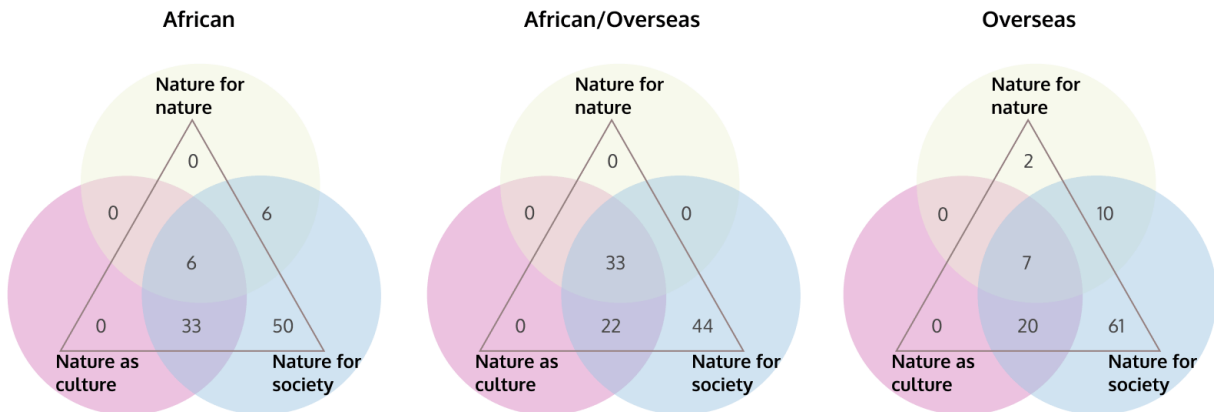 African
African/Overseas
Overseas
Nature for
nature
0
0
6
6
0
33
50
Nature as
culture
Nature for
society
Nature for
nature
0
0
0
33
0
22
44
Nature as
culture
Nature for
society
Nature for
nature
2
0
10
7
0
20
61
Nature as
culture
Nature for
society